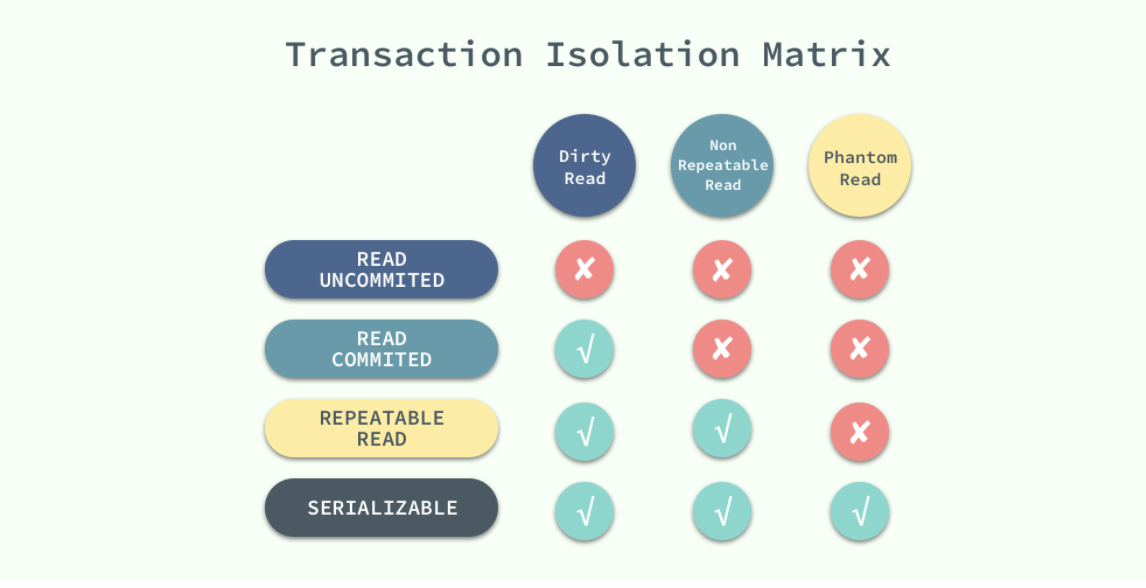 Transaction Isolation Matrix
Dirty
Read
Non
Repeatable
Read
Phantom
Read
READ
UNCOMMITED
✘ ✘ ✘
READ
COMMITED
√ ✘ ✘
REPEATABLE
READ
√ √ ✘
SERIALIZABLE
√ √ √